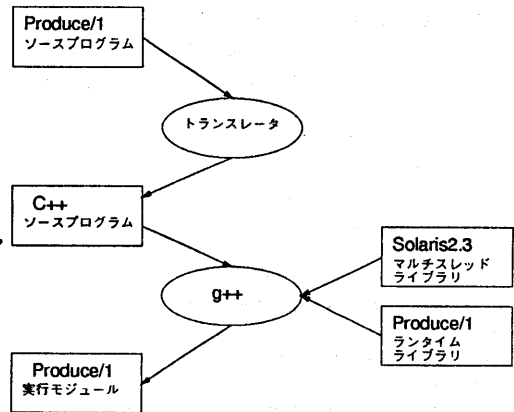 Produce/1
ソースプログラム
トランスレータ
C++
ソースプログラム
g++
Solaris2.3
マルチスレッド
ライブラリ
Produce/1
ランタイム
ライブラリ
Produce/1
実行モジュール